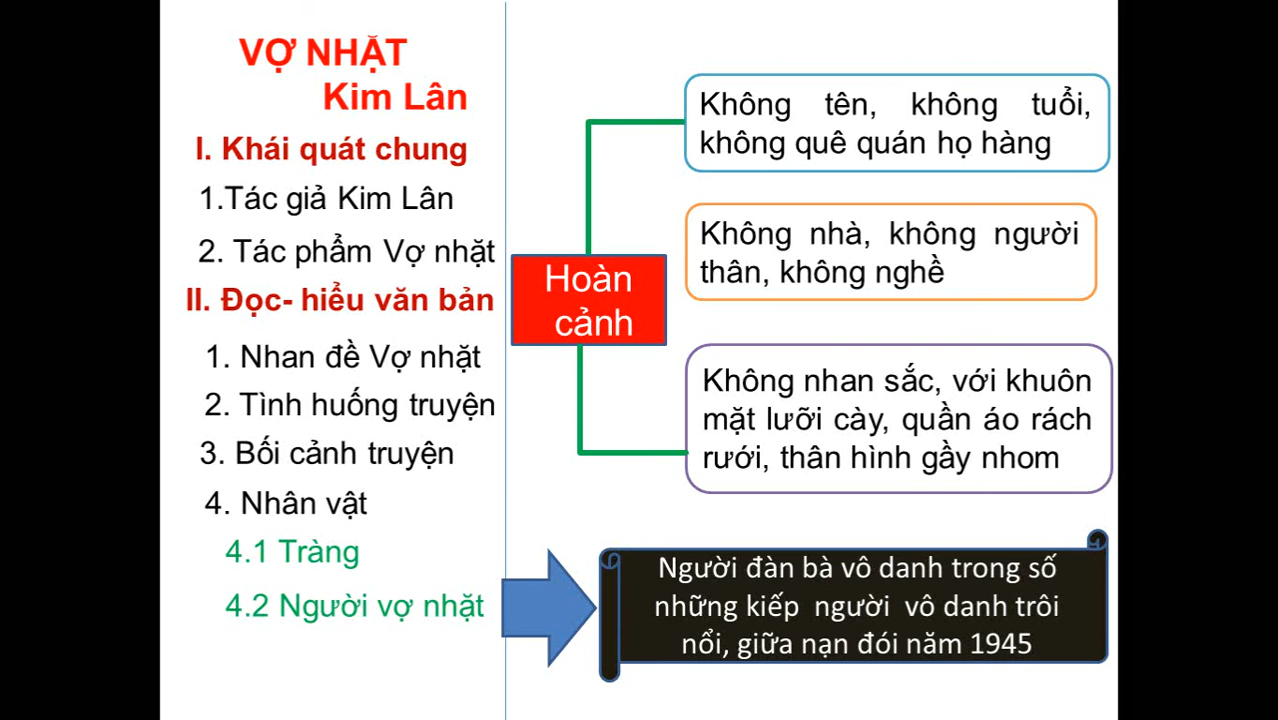 VỢ NHẶT
Kim Lân
I. Khái quát chung
1.Tác giả Kim Lân
2. Tác phẩm Vợ nhặt
II. Đọc- hiểu văn bản
1. Nhan đề Vợ nhặt
2. Tình huống truyện
3. Bối cảnh truyện
4. Nhân vật
4.1 Tràng
4.2 Người vợ nhặt
Hoàn
cảnh
Không tên, không tuổi,
không quê quán họ hàng
Không nhà, không người
thân, không nghề
Không nhan sắc, với khuôn
mặt lưỡi cày, quần áo rách
rưới, thân hình gầy nhom
Người đàn bà vô danh trong số
những kiếp người vô danh trôi
nổi, giữa nạn đói năm 1945